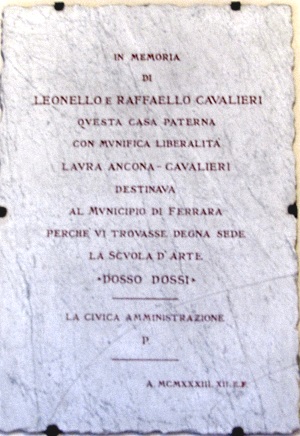 IN MEMORIA
DI
LEONELLO E RAFFAELLO CAVALIERI
QVESTA CASA PATERNA
CON MVNIFICA LIBERALITA
LAVRA ANCONA-CAVALIERI
DESTINAVA
AL MVNICIPIO DI FERRARA
PERCHE VI TROVASSE DEGNA SEDE
LA SCVOLA D'ARTE
«DOSSO DOSSI»
LA CIVICA AMMINISTRAZIONE
P.
A. MCMXXXIII. XII. E.F.